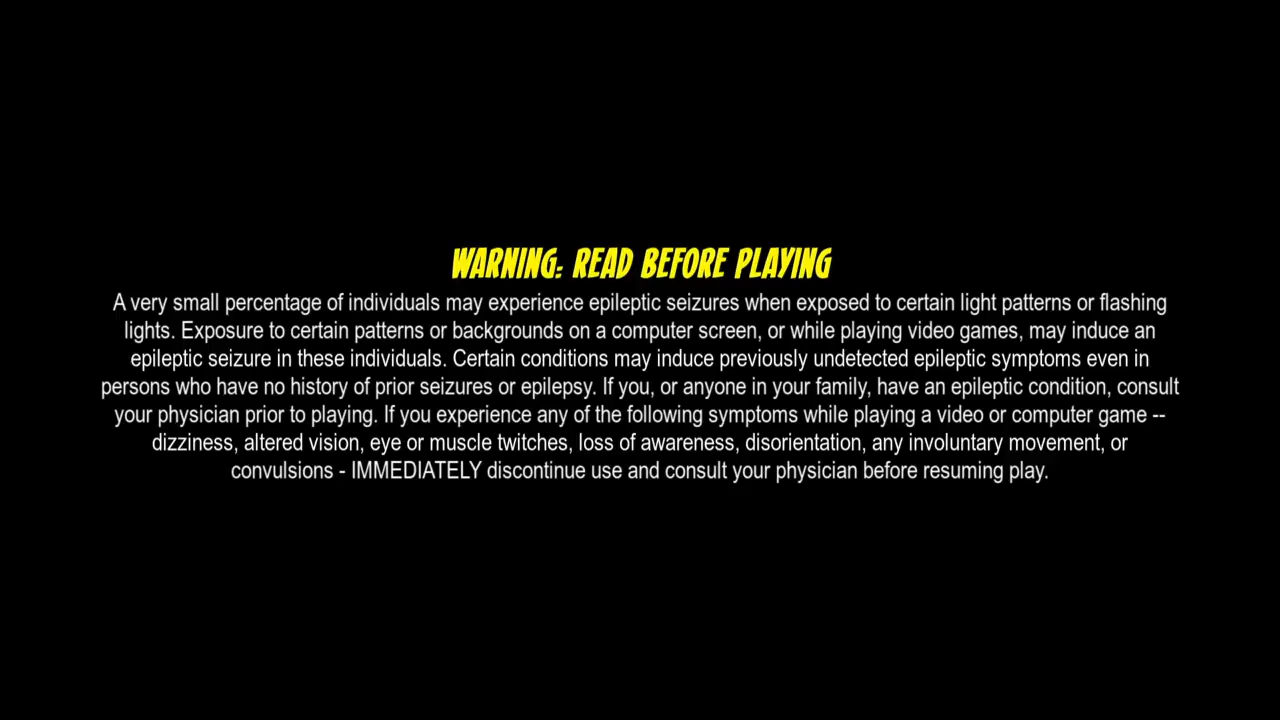 WARNING: READ BEFORE PLAYING
A very small percentage of individuals may experience epileptic seizures when exposed to certain light patterns or flashing
lights. Exposure to certain patterns or backgrounds on a computer screen, or while playing video games, may induce an
epileptic seizure in these individuals. Certain conditions may induce previously undetected epileptic symptoms even in
persons who have no history of prior seizures or epilepsy. If you, or anyone in your family, have an epileptic condition, consult
your physician prior to playing. If you experience any of the following symptoms while playing a video or computer game --
dizziness, altered vision, eye or muscle twitches, loss of awareness, disorientation, any involuntary movement, or
convulsions - IMMEDIATELY discontinue use and consult your physician before resuming play.